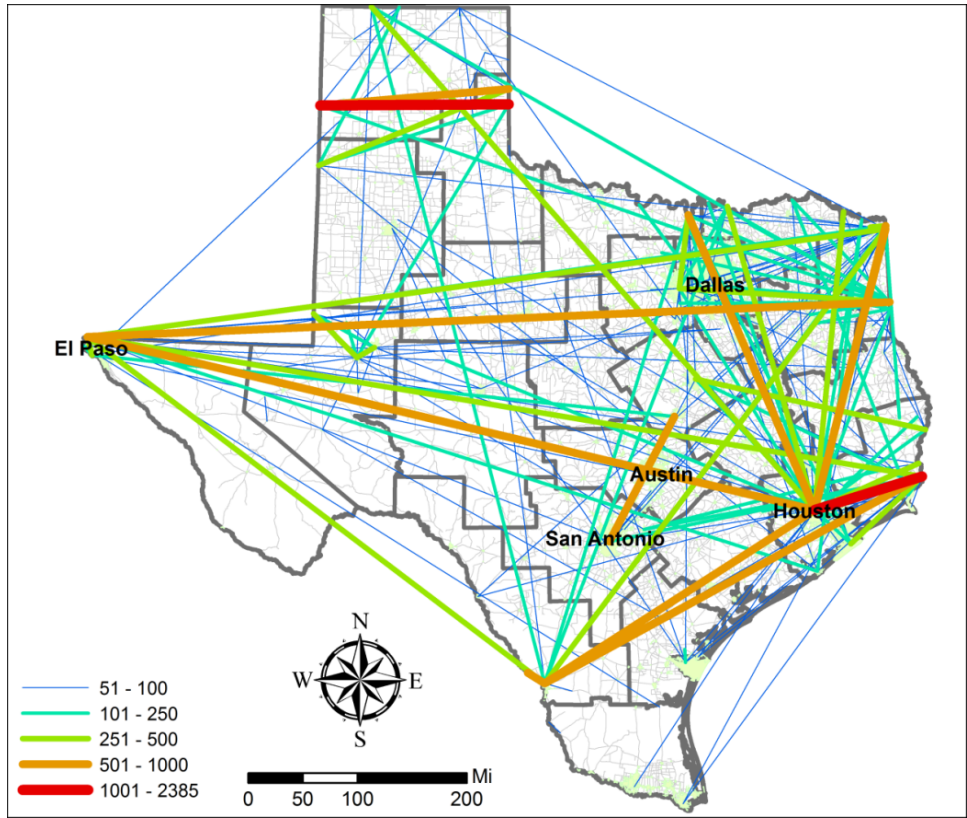 Dallas
El Paso
Austin
Houston
San Antonio
N
W E
S
51 - 100
101 - 250
251 - 500
501 - 1000
1001 - 2385
Mi
0 50 100 200